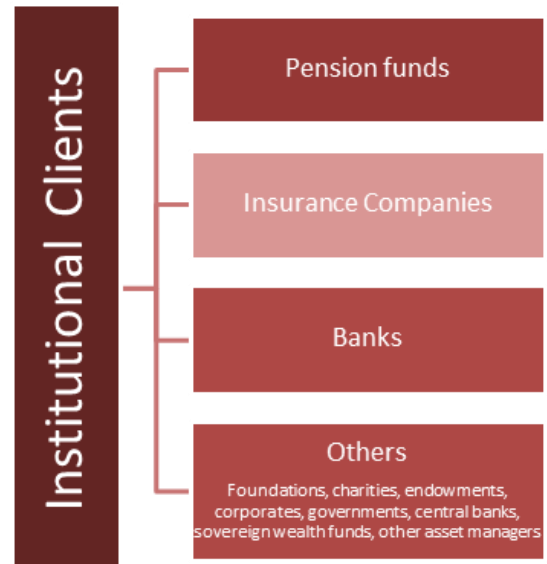 Institutional Clients
Pension funds
Insurance Companies
Banks
Others
Foundations, charities, endowments,
corporates, governments, central banks,
sovereign wealth funds, other asset managers